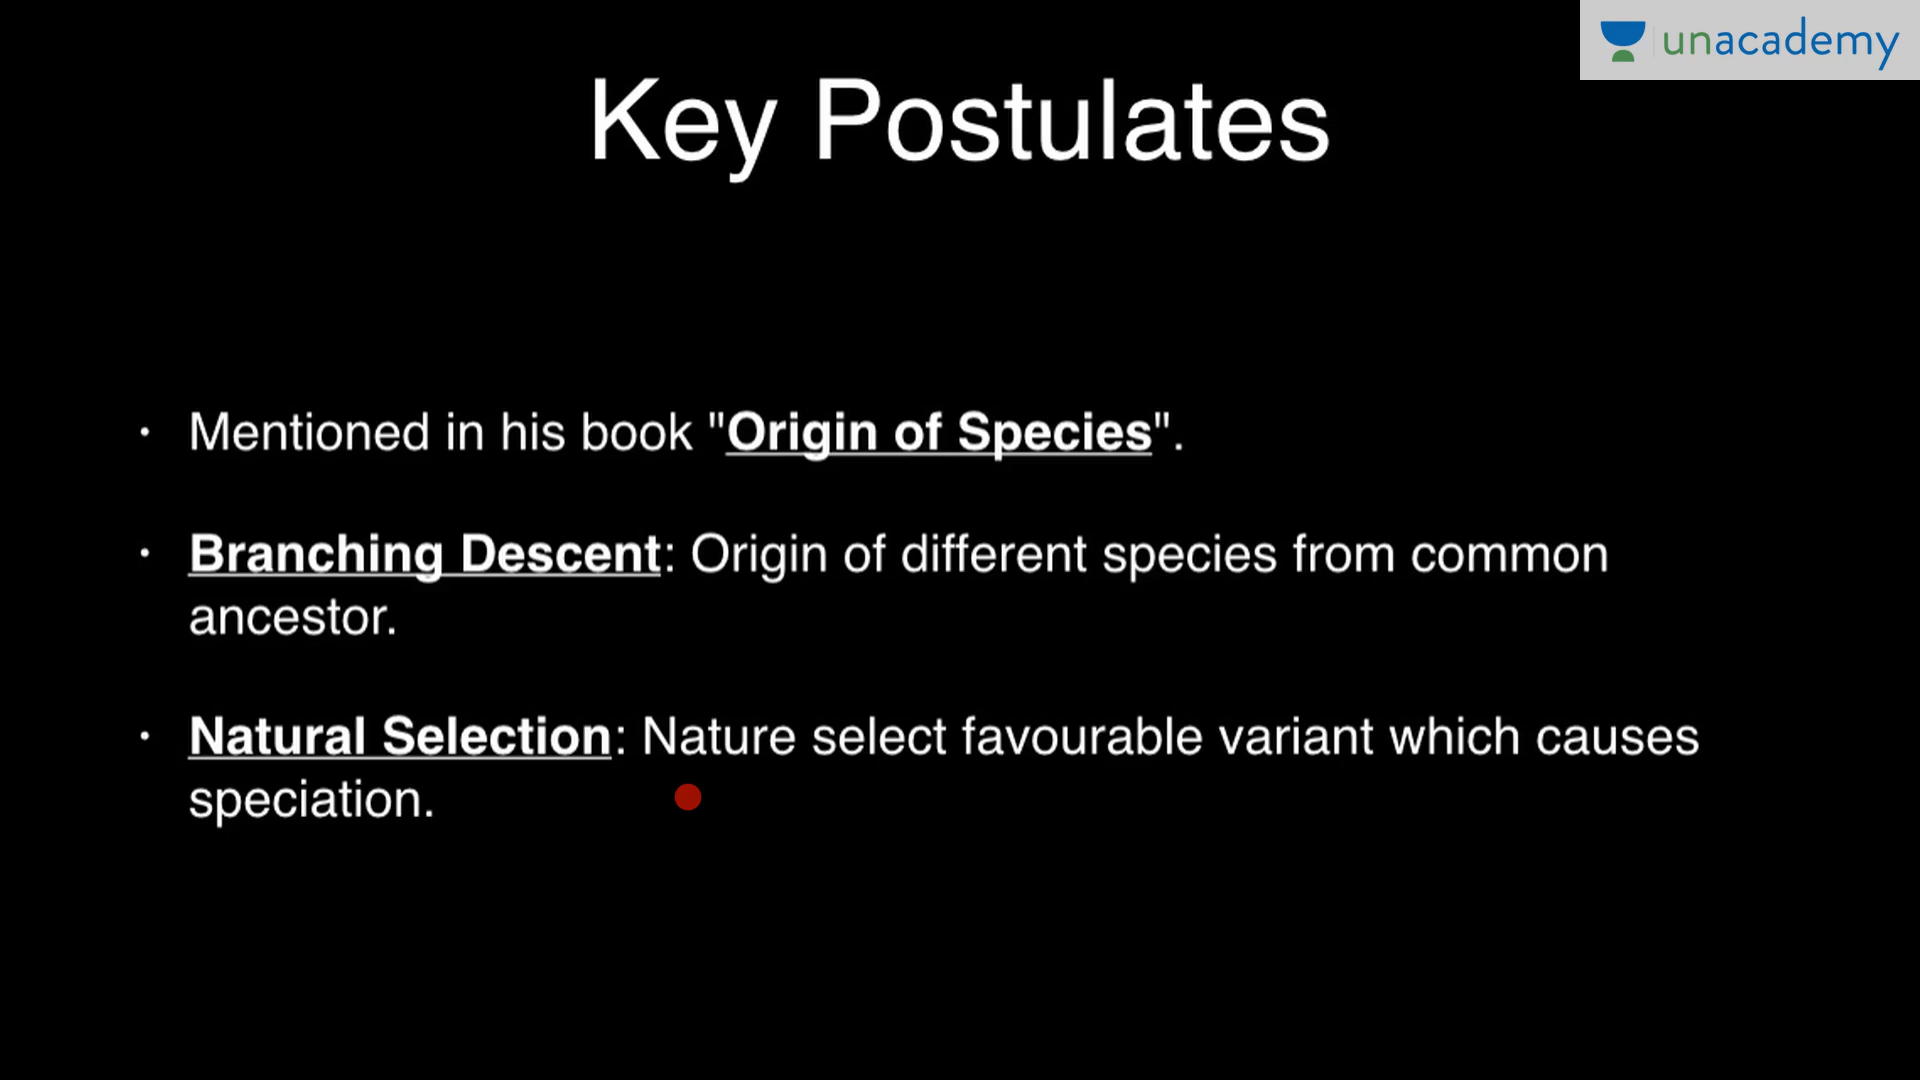 unacademy
Key Postulates
• Mentioned in his book "Origin of Species".
• Branching Descent: Origin of different species from common
ancestor.
• Natural Selection: Nature select favourable variant which causes
speciation.